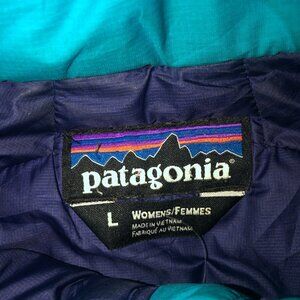 patagonia®
L WOMENS/FEMMES
MADE IN VIETNAM
FABRIQUÉ AU VIETNAM